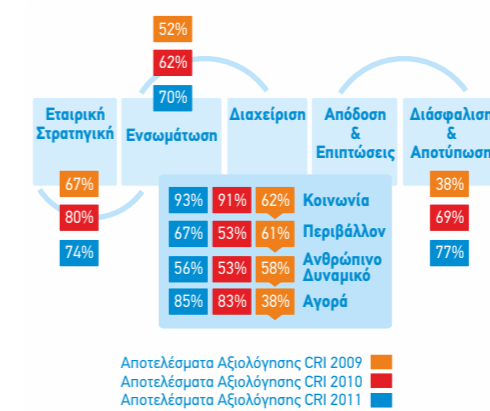 52%
62%
70%
Εταιρική
Στρατηγική
Ενσωμάτωση
Διαχείριση
Απόδοση
&
Επιπτώσεις
Διάσφαλιση
&
Αποτύπωση
67%
80%
74%
38%
69%
77%
93% 91% 62% Κοινωνία
67% 53% 61% Περιβάλλον
56% 53% 58% Ανθρώπινο
Δυναμικό
85% 83% 38% Αγορά
Αποτελέσματα Αξιολόγησης CRI 2009
Αποτελέσματα Αξιολόγησης CRI 2010
Αποτελέσματα Αξιολόγησης CRI 2011